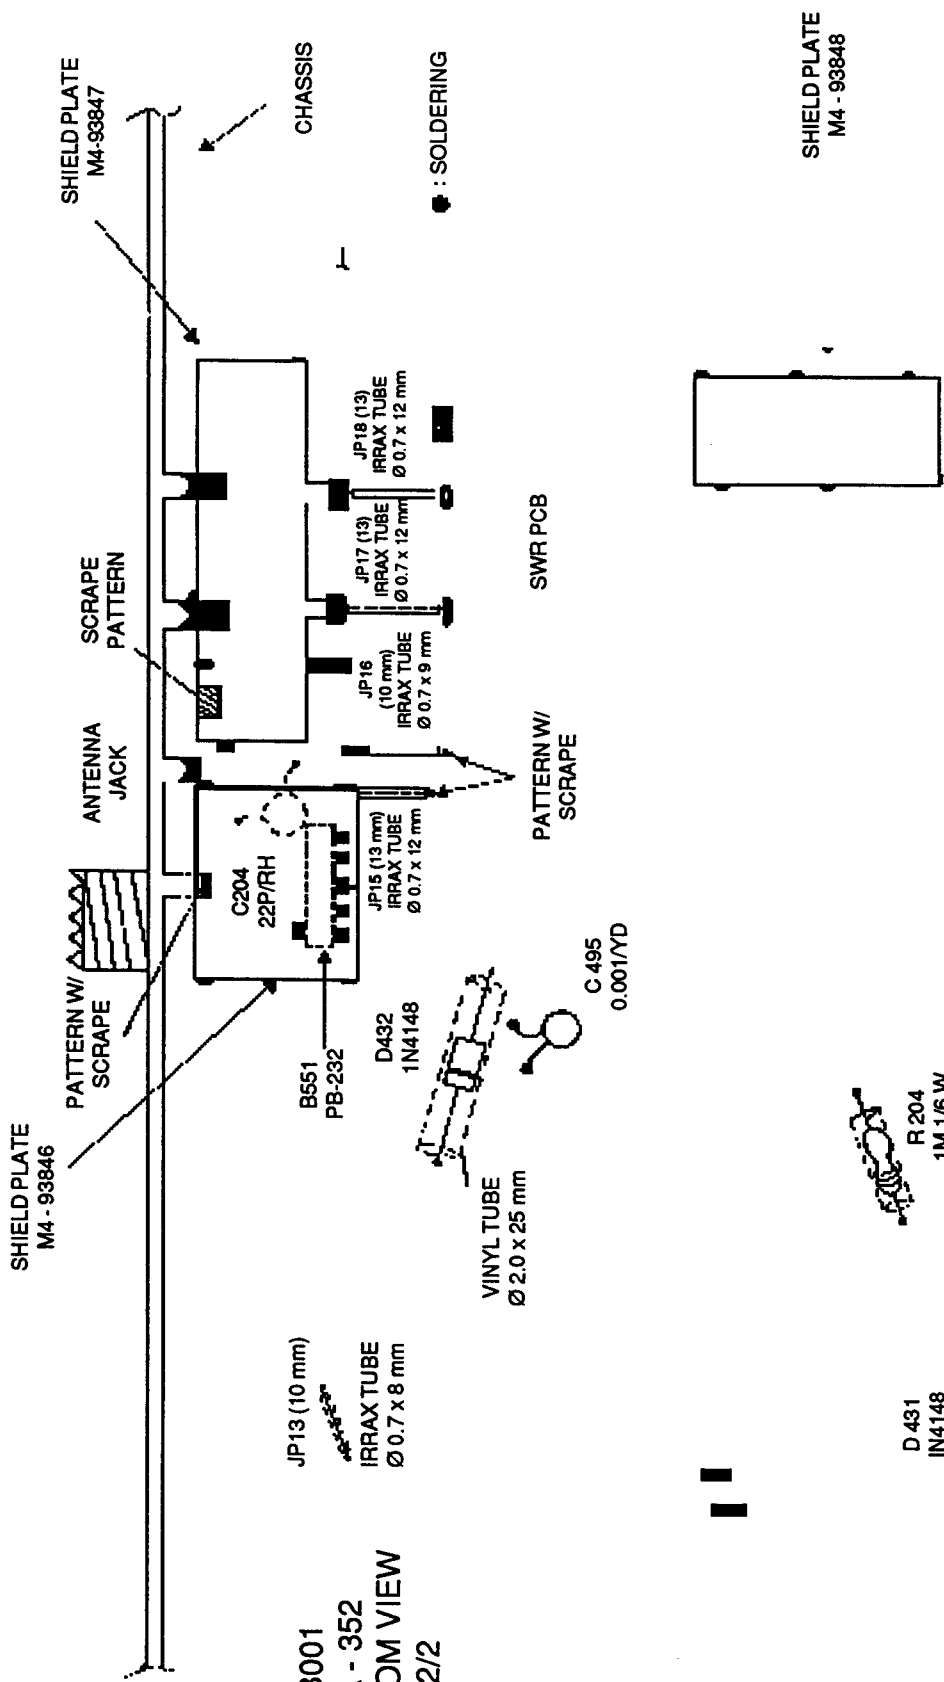 SHIELD PLATE
M4 - 93846
PATTERN W/
SCRAPE
ANTENNA
JACK
SCRAPE
PATTERN
SHIELD PLATE
M4-93847
CHASSIS
: SOLDERING
C204
22P/RH
B551
PB-232
JP15 (13 mm)
IRRAX TUBE
Ø 0.7 x 12 mm
JP16
(10 mm)
IRRAX TUBE
Ø 0.7 x 9 mm
JP17 (13)
IRRAX TUBE
Ø 0.7 x 12 mm
JP18 (13)
IRRAX TUBE
Ø 0.7 x 12 mm
JP13 (10 mm)
IRRAX TUBE
Ø 0.7 x 8 mm
D432
1N4148
VINYL TUBE
Ø 2.0 x 25 mm
C 495
0.001/YD
PATTERN W/
SCRAPE
SWR PCB
SHIELD PLATE
M4 - 93848
3001
- 352
OM VIEW
2/2
D 431
IN4148
R 204
1M 1/6 W